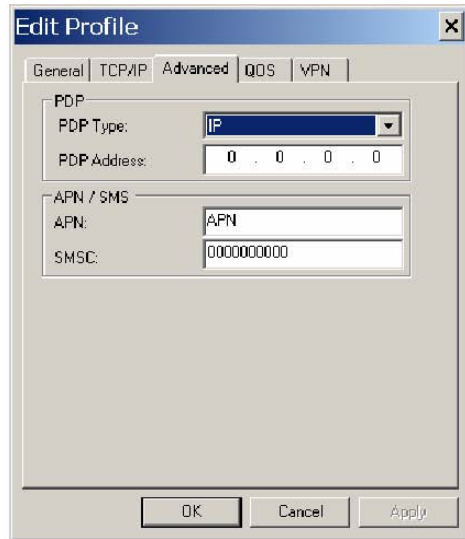 Edit Profile
General TCP/IP Advanced QOS VPN
PDP
PDP Type: IP
PDP Address: 0 . 0 . 0 . 0
APN / SMS
APN: APN
SMSC: 0000000000
OK Cancel Apply